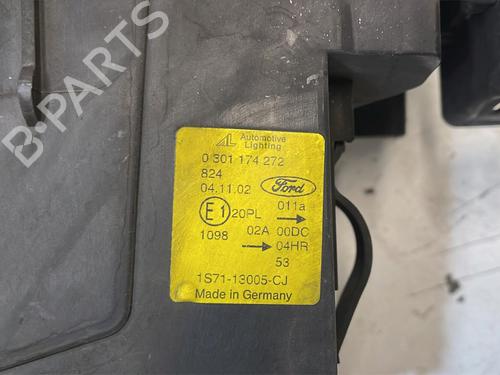 AL Automotive
Lighting
0 301 174 272
824
04.11.02
Ford
E1 20PL 011a
1098 02A 00DC
04HR
53
1S71-13005-CJ
Made in Germany
B-PARTS